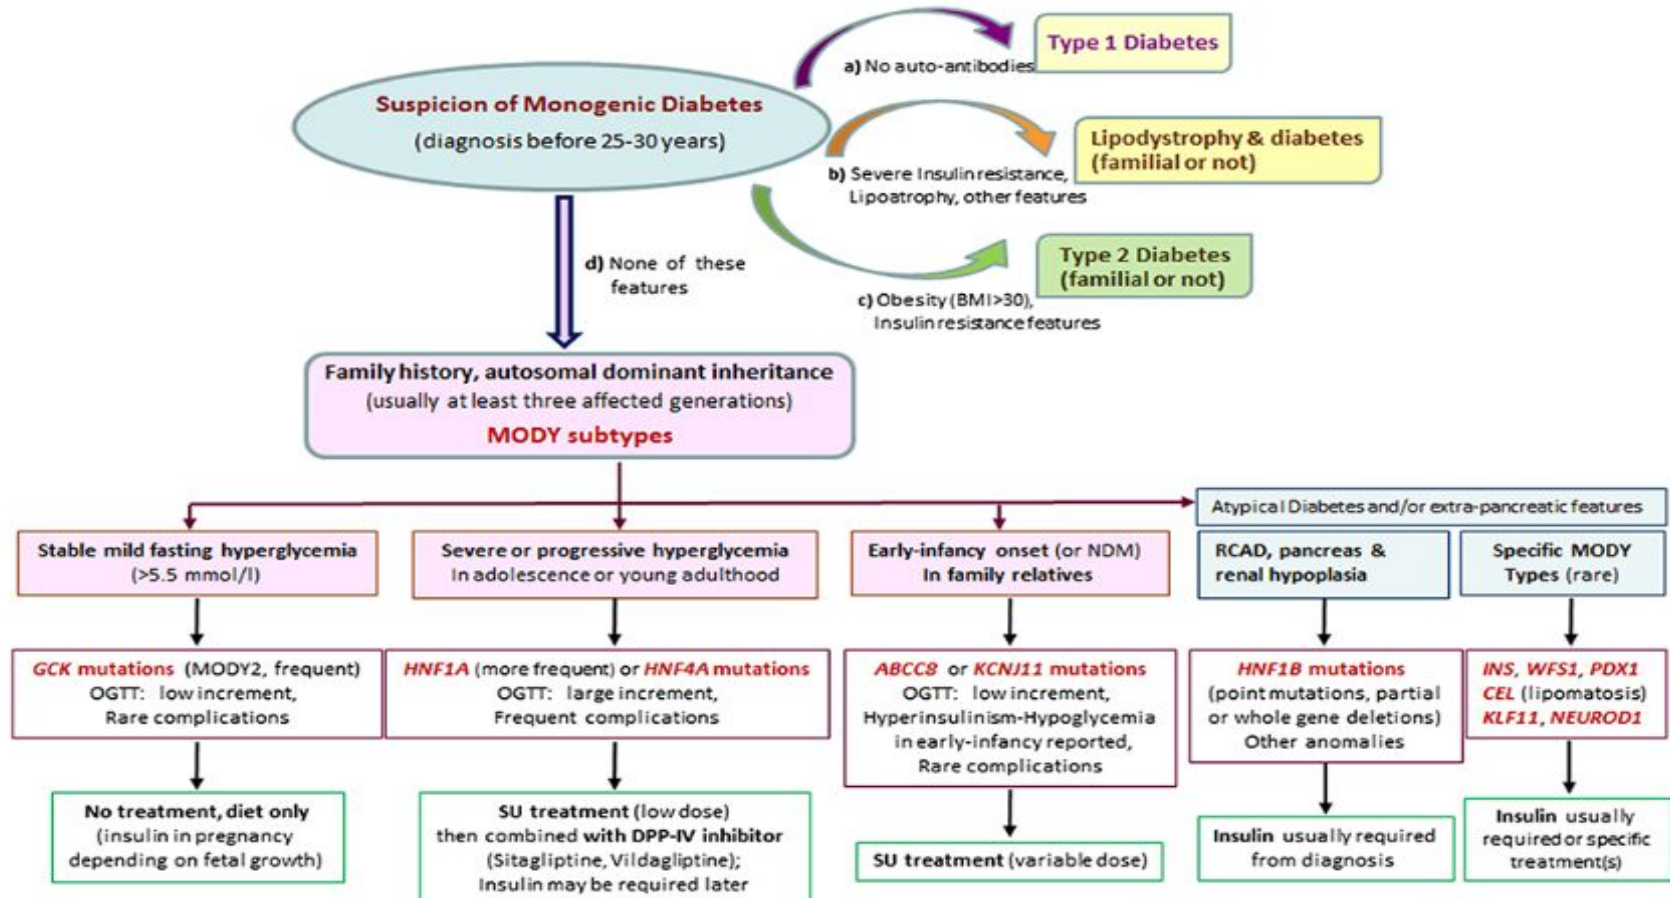 Suspicion of Monogenic Diabetes
(diagnosis before 25-30 years)
a) No auto-antibodies
Type 1 Diabetes
b) Severe Insulin resistance,
Lipoatrophy, other features
Lipodystrophy & diabetes
(familial or not)
c) Obesity (BMI>30),
Insulin resistance features
Type 2 Diabetes
(familial or not)
d) None of these
features
Family history, autosomal dominant inheritance
(usually at least three affected generations)
MODY subtypes
Atypical Diabetes and/or extra-pancreatic features
Stable mild fasting hyperglycemia
(>5.5 mmol/l)
GCK mutations (MODY2, frequent)
OGTT: low increment,
Rare complications
No treatment, diet only
(insulin in pregnancy
depending on fetal growth)
Severe or progressive hyperglycemia
In adolescence or young adulthood
HNF1A (more frequent) or HNF4A mutations
OGTT: large increment,
Frequent complications
SU treatment (low dose)
then combined with DPP-IV inhibitor
(Sitagliptine, Vildagliptine);
Insulin may be required later
Early-infancy onset (or NDM)
In family relatives
ABCC8 or KCNJ11 mutations
OGTT: low increment,
Hyperinsulinism-Hypoglycemia
in early-infancy reported,
Rare complications
SU treatment (variable dose)
RCAD, pancreas &
renal hypoplasia
HNF1B mutations
(point mutations, partial
or whole gene deletions)
Other anomalies
Insulin usually required
from diagnosis
Specific MODY
Types (rare)
INS, WFS1, PDX1
CEL (lipomatosis)
KLF11, NEUROD1
Insulin usually
required or specific
treatment(s)